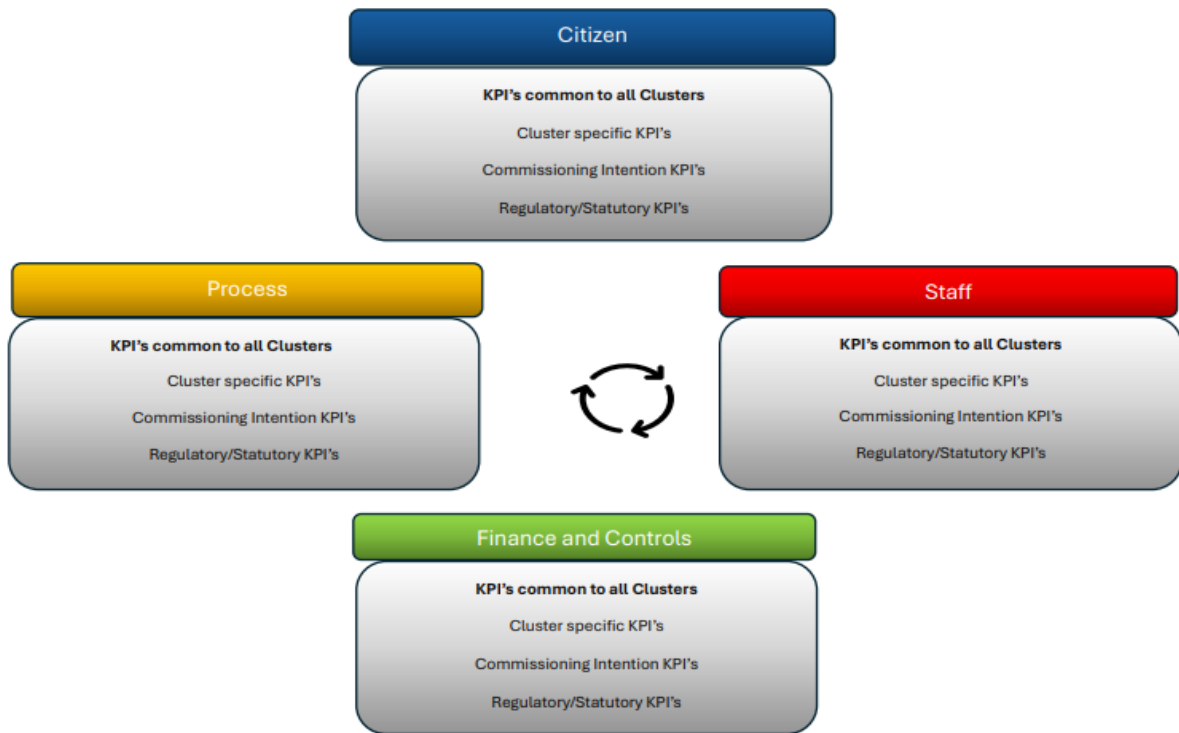 Citizen
KPI's common to all Clusters
Cluster specific KPI's
Commissioning Intention KPI's
Regulatory/Statutory KPI's
Process
KPI's common to all Clusters
Cluster specific KPI's
Commissioning Intention KPI's
Regulatory/Statutory KPI's
Staff
KPI's common to all Clusters
Cluster specific KPI's
Commissioning Intention KPI's
Regulatory/Statutory KPI's
Finance and Controls
KPI's common to all Clusters
Cluster specific KPI's
Commissioning Intention KPI's
Regulatory/Statutory KPI's